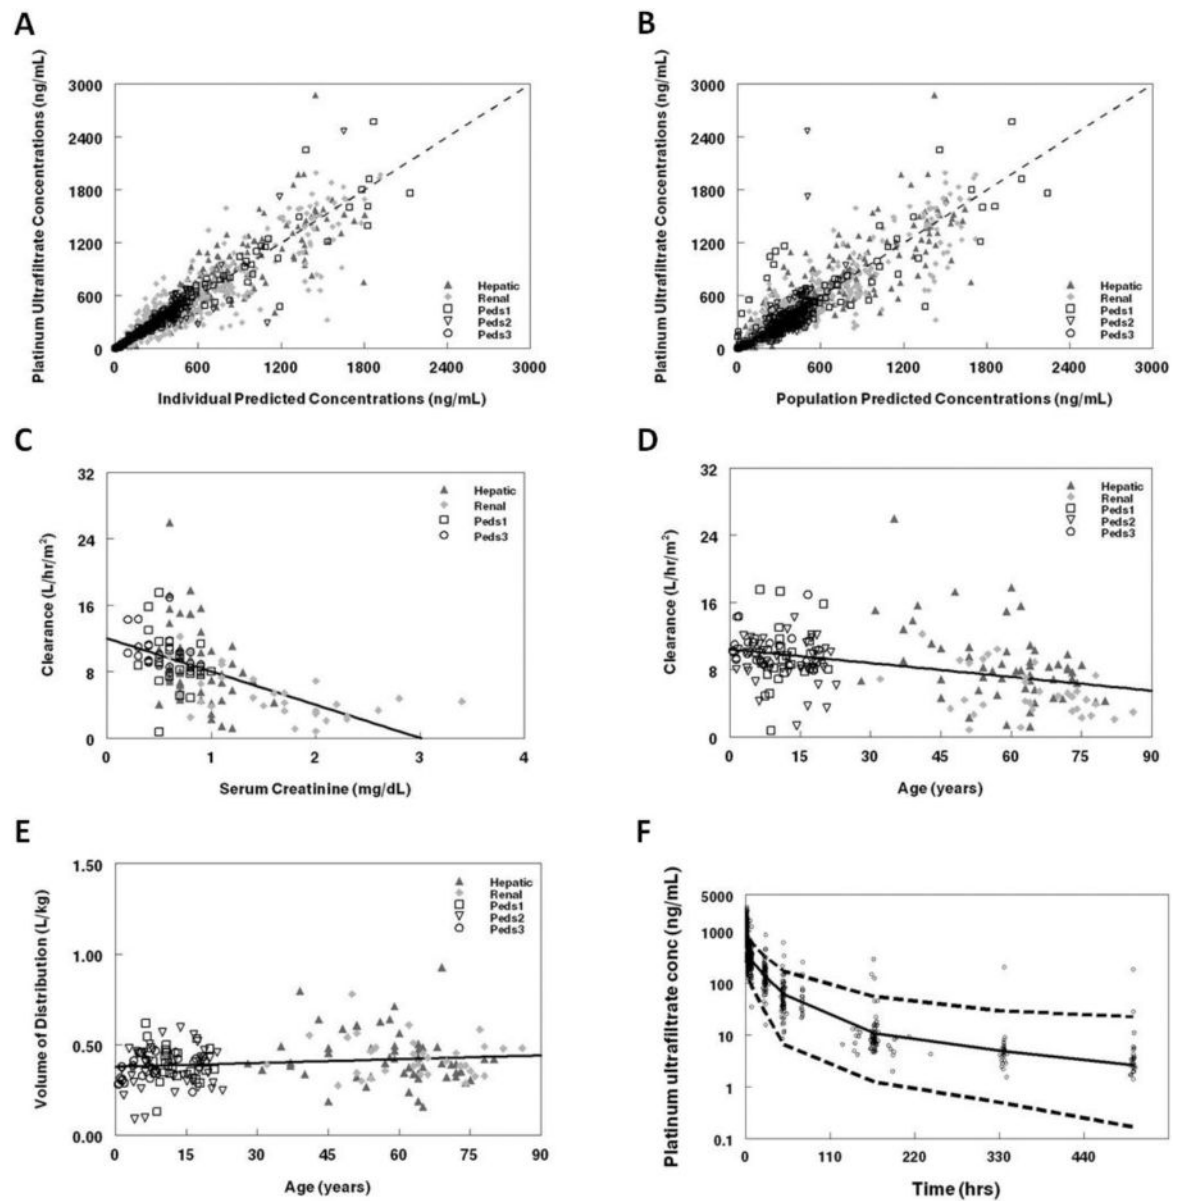 A
Platinum Ultrafiltrate Concentrations (ng/mL)
3000
2400
1800
1200
600
0
Hepatic
Renal
Peds1
Peds2
Peds3
0 600 1200 1800 2400 3000
Individual Predicted Concentrations (ng/mL)
B
Platinum Ultrafiltrate Concentrations (ng/mL)
3000
2400
1800
1200
600
0
Hepatic
Renal
Peds1
Peds2
Peds3
0 600 1200 1800 2400 3000
Population Predicted Concentrations (ng/mL)
C
Clearance (L/hr/m²)
32
24
16
8
0
Hepatic
Renal
Peds1
Peds3
0 1 2 3 4
Serum Creatinine (mg/dL)
D
Clearance (L/hr/m²)
32
24
16
8
0
Hepatic
Renal
Peds1
Peds2
Peds3
0 15 30 45 60 75 90
Age (years)
E
Volume of Distribution (L/kg)
1.50
1.00
0.50
0.00
Hepatic
Renal
Peds1
Peds2
Peds3
0 15 30 45 60 75 90
Age (years)
F
Platinum ultrafiltrate conc (ng/mL)
5000
1000
100
10
1
0.1
0 110 220 330 440
Time (hrs)